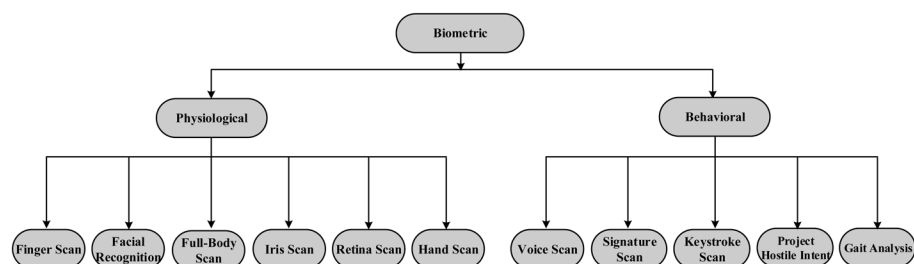 Biometric
Physiological
Behavioral
Finger Scan
Facial
Recognition
Full-Body
Scan
Iris Scan
Retina Scan
Hand Scan
Voice Scan
Signature
Scan
Keystroke
Scan
Project
Hostile Intent
Gait Analysis